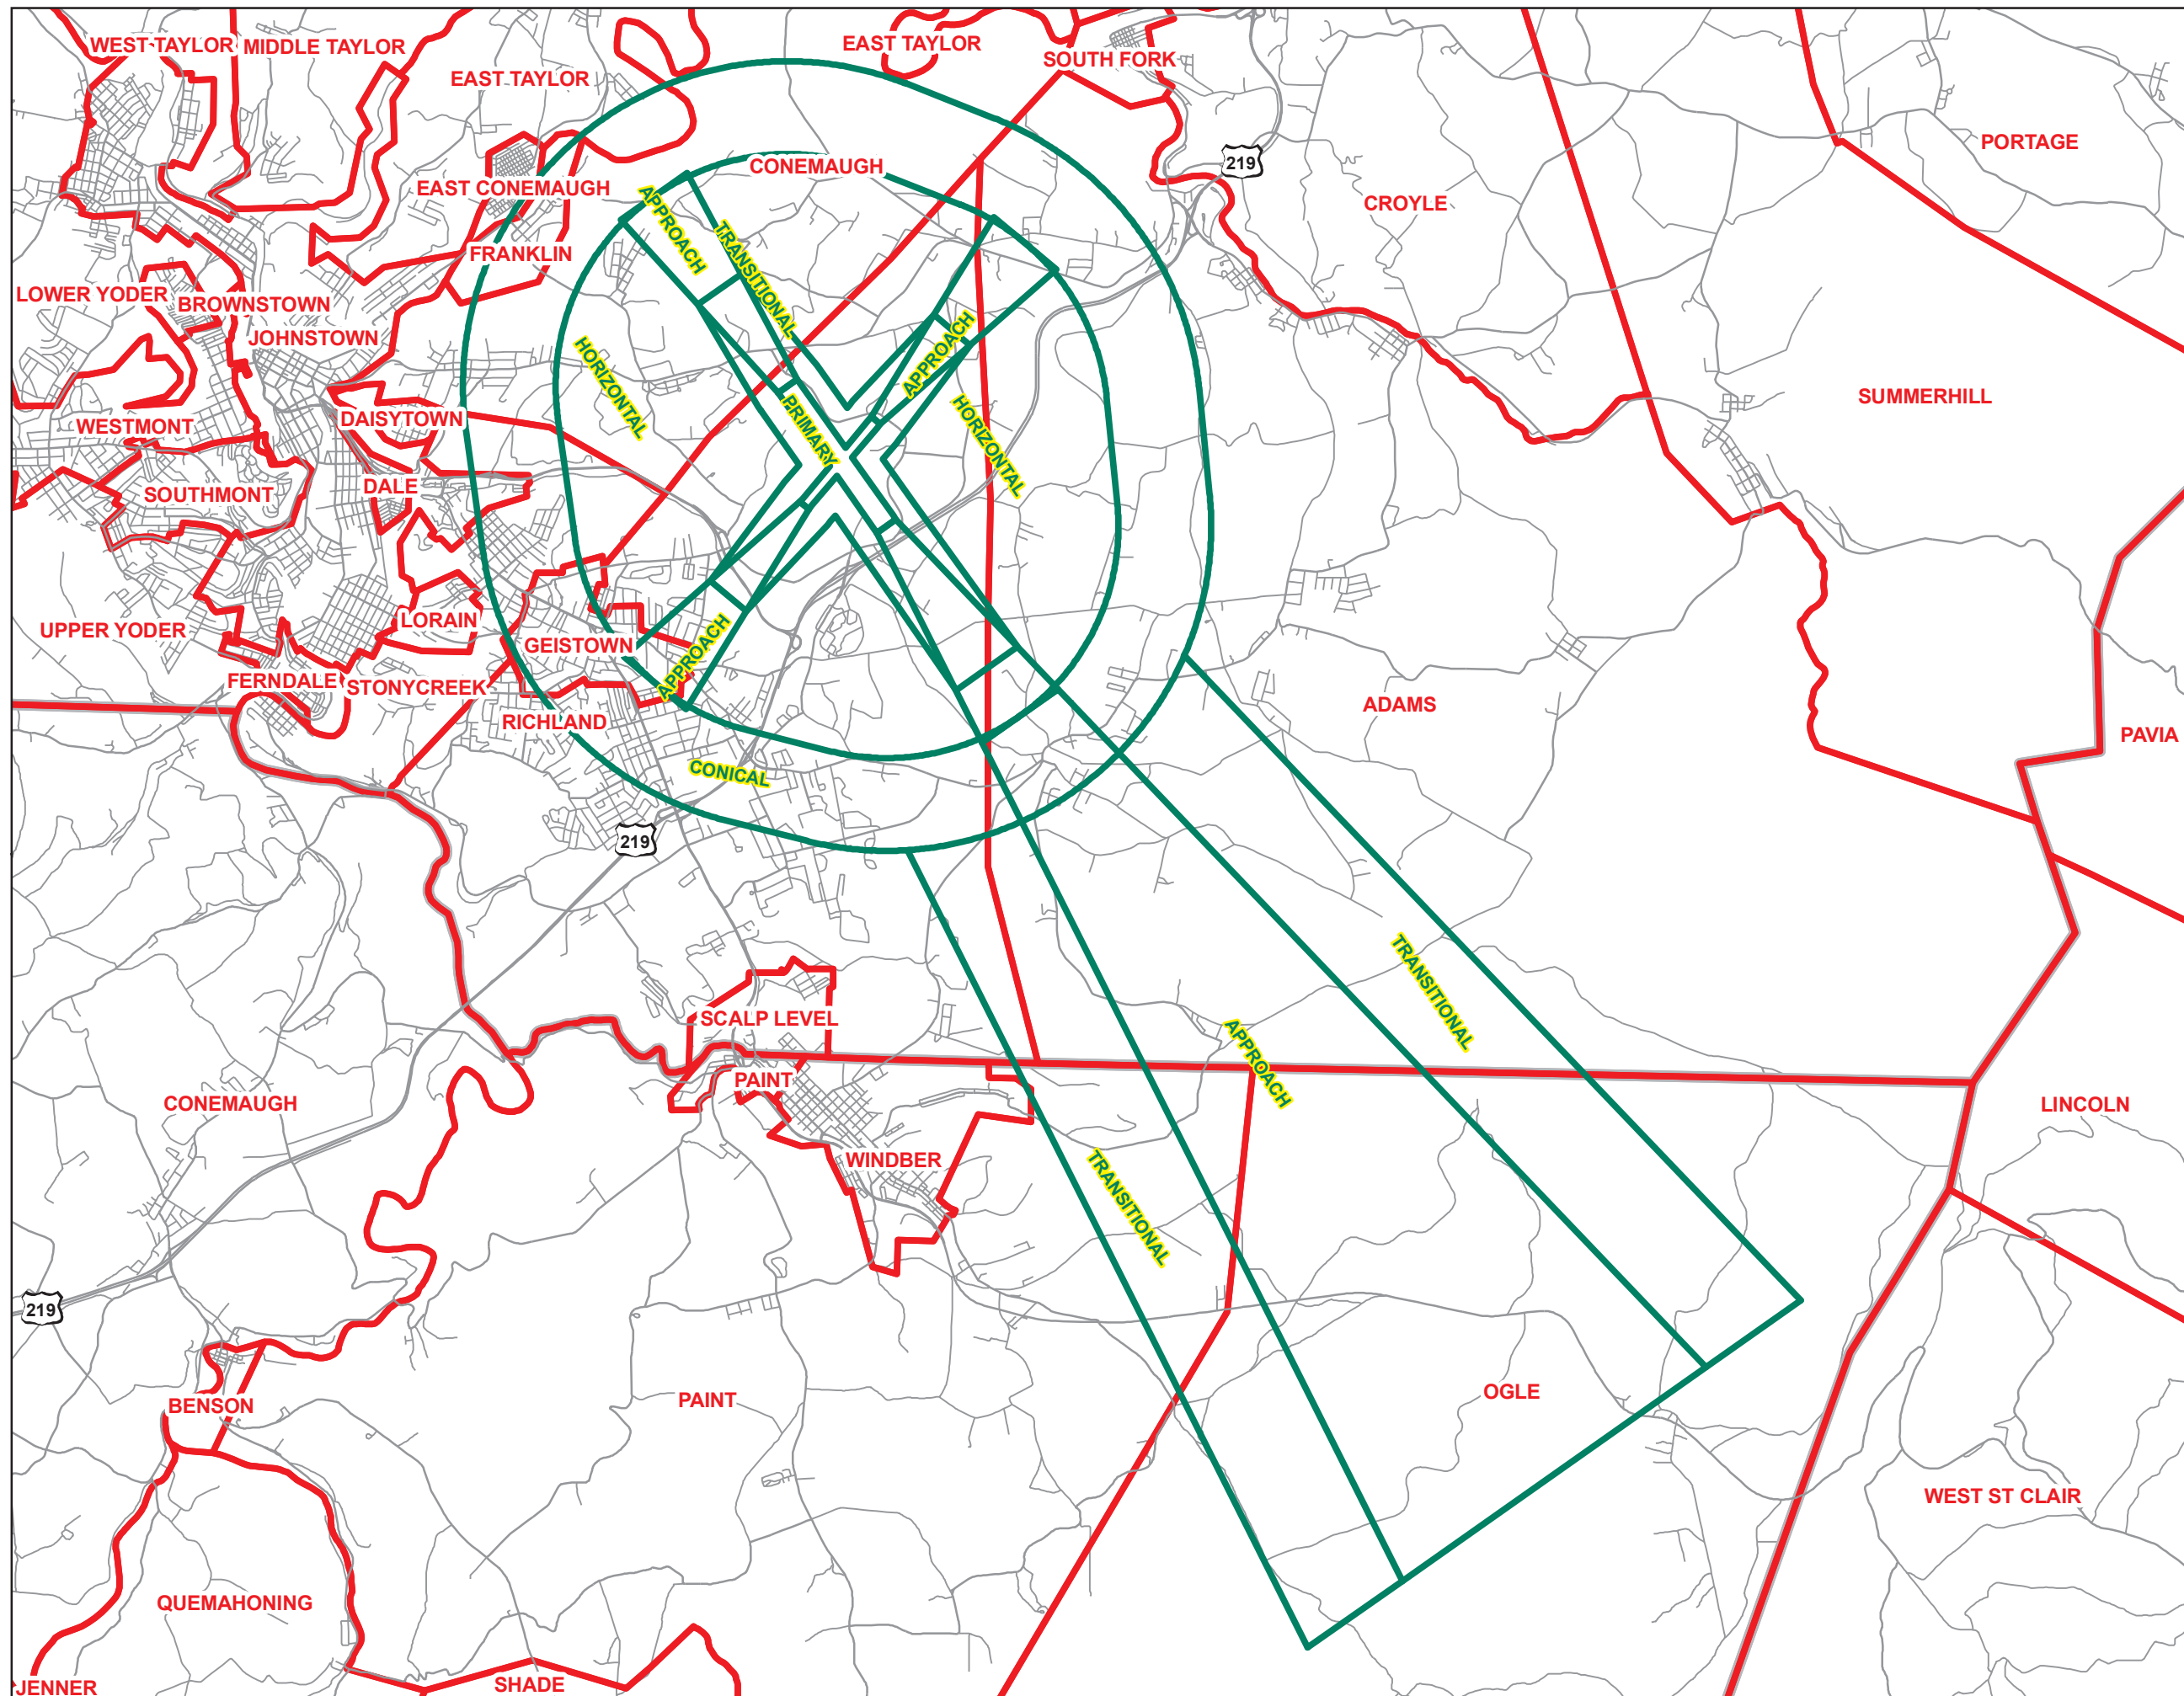 WEST TAYLOR
MIDDLE TAYLOR
EAST TAYLOR
EAST TAYLOR
SOUTH FORK
PORTAGE
219
CONEMAUGH
EAST CONEMAUGH
CROYLE
APPROACH
TRANSITIONAL
FRANKLIN
LOWER YODER
BROWNSTOWN
JOHNSTOWN
APPROACH
HORIZONTAL
SUMMERHILL
DAISYTOWN
WESTMONT
PRIMARY
HORIZONTAL
DALE
SOUTHMONT
LORAIN
UPPER YODER
GEISTOWN
APPROACH
FERNDALE
STONYCREEK
ADAMS
RICHLAND
PAVIA
CONICAL
219
TRANSITIONAL
SCALP LEVEL
APPROACH
PAINT
CONEMAUGH
LINCOLN
WINDBER
TRANSITIONAL
219
OGLE
PAINT
BENSON
WEST ST CLAIR
QUEMAHONING
SHADE
JENNER